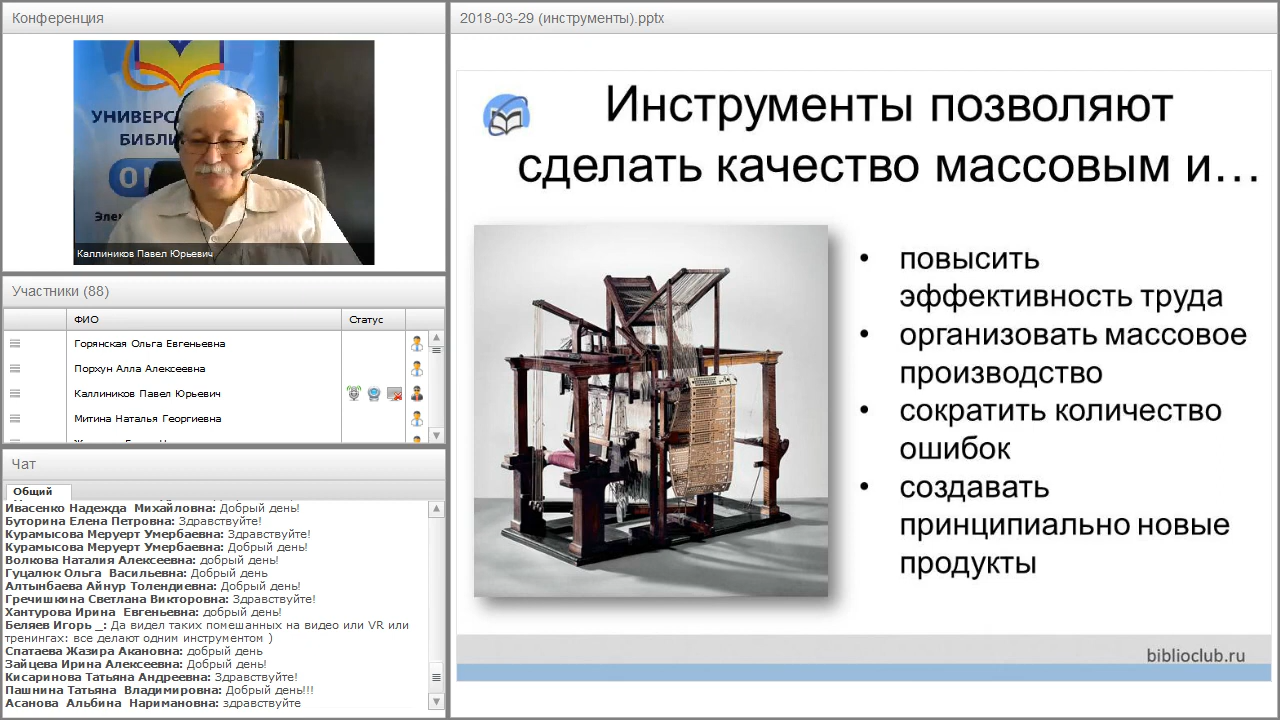 Конференция
УНИВЕРС
БИБЛИ
Каллиников Павел Юрьевич
Участники (88)
ФИО Статус
Горянская Ольга Евгеньевна
Порхун Алла Алексеевна
Каллиников Павел Юрьевич
Митина Наталья Георгиевна
Чат
Общий
Ивасенко Надежда Михайловна: Добрый день!
Буторина Елена Петровна: Здравствуйте!
Курамысова Меруерт Умербаевна: Здравствуйте!
Курамысова Меруерт Умербаевна: Добрый день!
Волкова Наталия Алексеевна: добрый день!
Гуцалюк Ольга Васильевна: Добрый день
Алтынбаева Айнур Толендиевна: Добрый день!
Гречишкина Светлана Викторовна: Здравствуйте!
Хантурова Ирина Евгеньевна: добрый день!
Беляев Игорь _: Да видел таких помешанных на видео или VR или
тренингах: все делают одним инструментом )
Спатаева Жазира Акановна: добрый день
Зайцева Ирина Алексеевна: Добрый день!
Кисаринова Татьяна Андреевна: Здравствуйте!
Пашнина Татьяна Владимировна: Добрый день!!!
Асанова Альбина Наримановна: здравствуйте
2018-03-29 (инструменты).pptx
Инструменты позволяют
сделать качество массовым и…
• повысить
эффективность труда
• организовать массовое
производство
• сократить количество
ошибок
• создавать
принципиально новые
продукты
biblioclub.ru